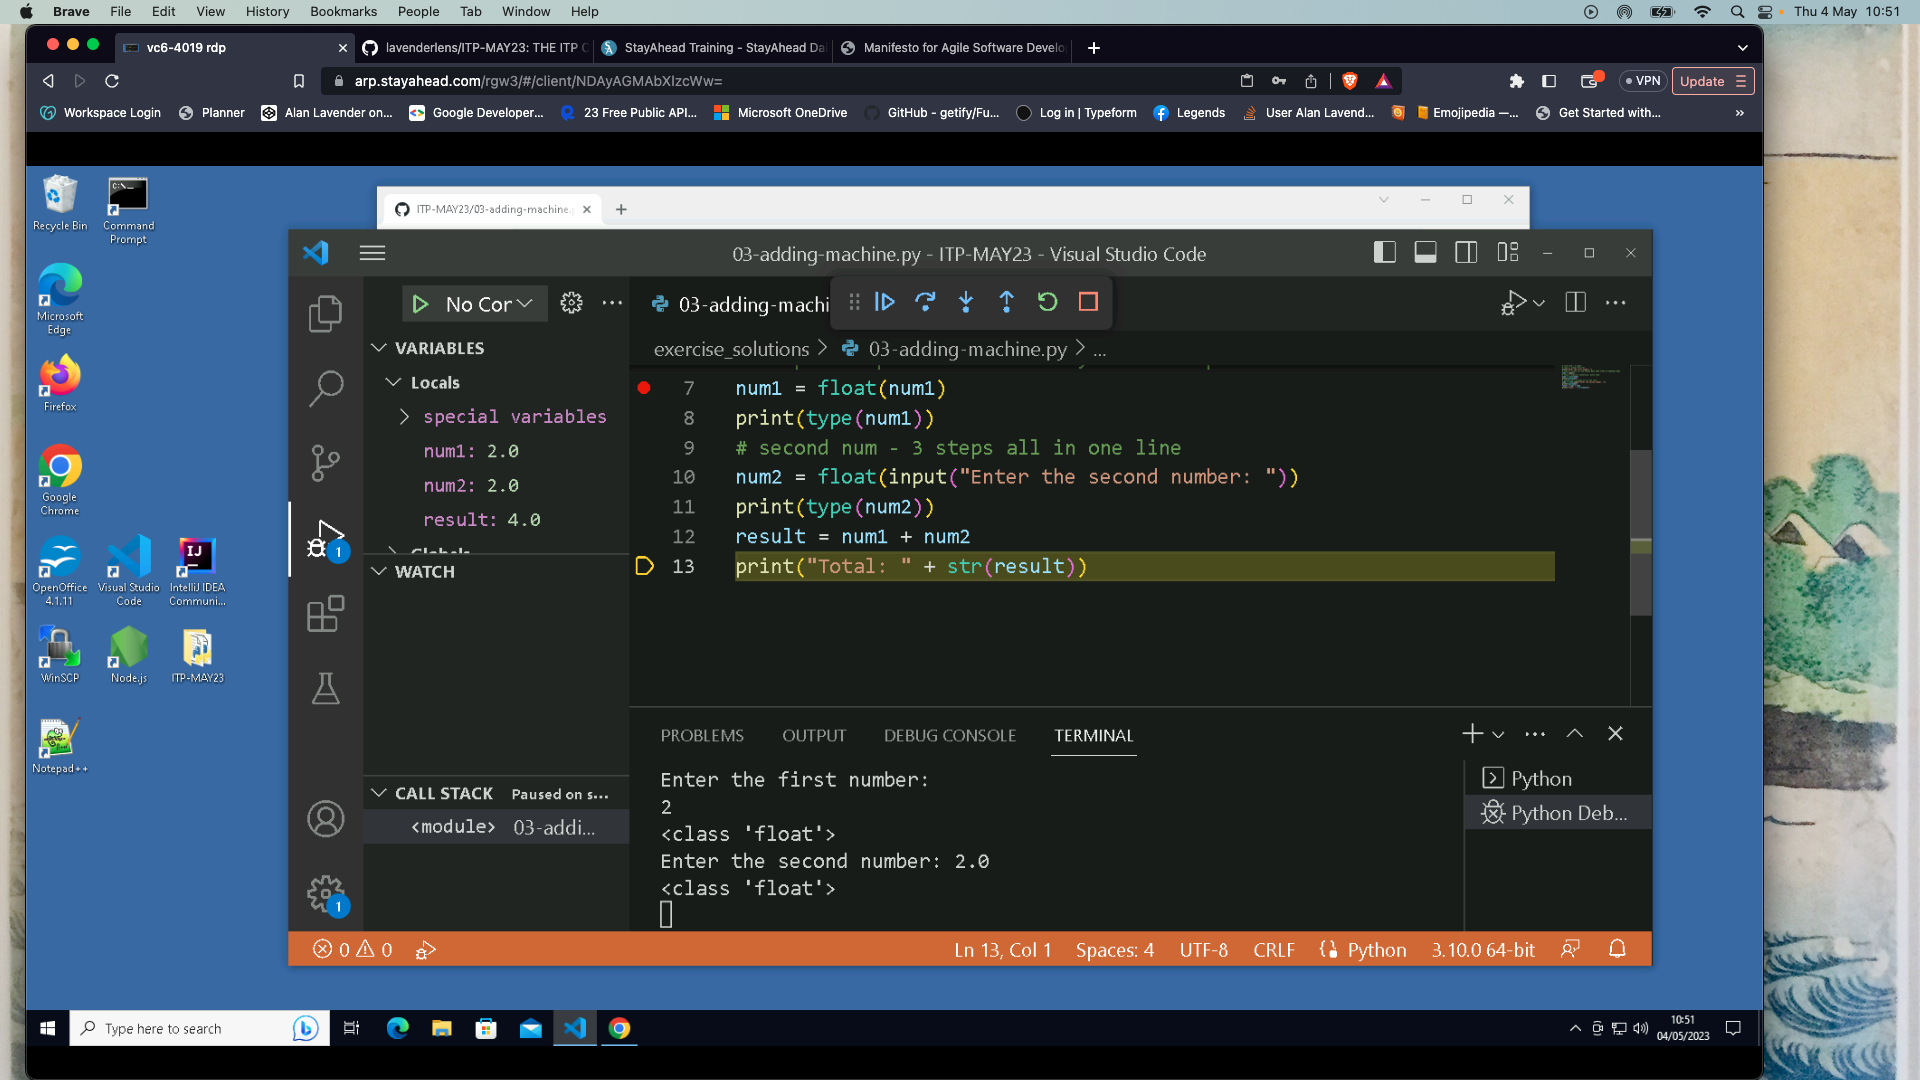 Brave File Edit View History Bookmarks People Tab Window Help Thu 4 May 10:51
vc6-4019 rdp
lavenderlens/ITP-MAY23: THE ITP C
StayAhead Training - StayAhead Dai
Manifesto for Agile Software Develo
arp.stayahead.com/rgw3/#/client/NDAyAGMAbXIzcWw=
VPN
Update
Workspace Login Planner Alan Lavender on... Google Developer... 23 Free Public API... Microsoft OneDrive GitHub - getify/Fu... Log in | Typeform Legends User Alan Lavend... Emojipedia —... Get Started with... »
Recycle Bin
Command Prompt
Microsoft Edge
Firefox
Google Chrome
OpenOffice 4.1.11
Visual Studio Code
IntelliJ IDEA Communi...
WinSCP
Node.js
ITP-MAY23
Notepad++
ITP-MAY23/03-adding-machine.
03-adding-machine.py - ITP-MAY23 - Visual Studio Code
No Cor
03-adding-machi
exercise_solutions > 03-adding-machine.py > ...
VARIABLES
Locals
special variables
num1: 2.0
num2: 2.0
result: 4.0
Globals
WATCH
CALL STACK Paused on s...
<module> 03-addi...
7 num1 = float(num1)
8 print(type(num1))
9 # second num - 3 steps all in one line
10 num2 = float(input("Enter the second number: "))
11 print(type(num2))
12 result = num1 + num2
13 print("Total: " + str(result))
PROBLEMS OUTPUT DEBUG CONSOLE TERMINAL
Enter the first number:
2
<class 'float'>
Enter the second number: 2.0
<class 'float'>
Python
Python Deb...
1
1
0 0
Ln 13, Col 1 Spaces: 4 UTF-8 CRLF Python 3.10.0 64-bit
Type here to search
10:51
04/05/2023